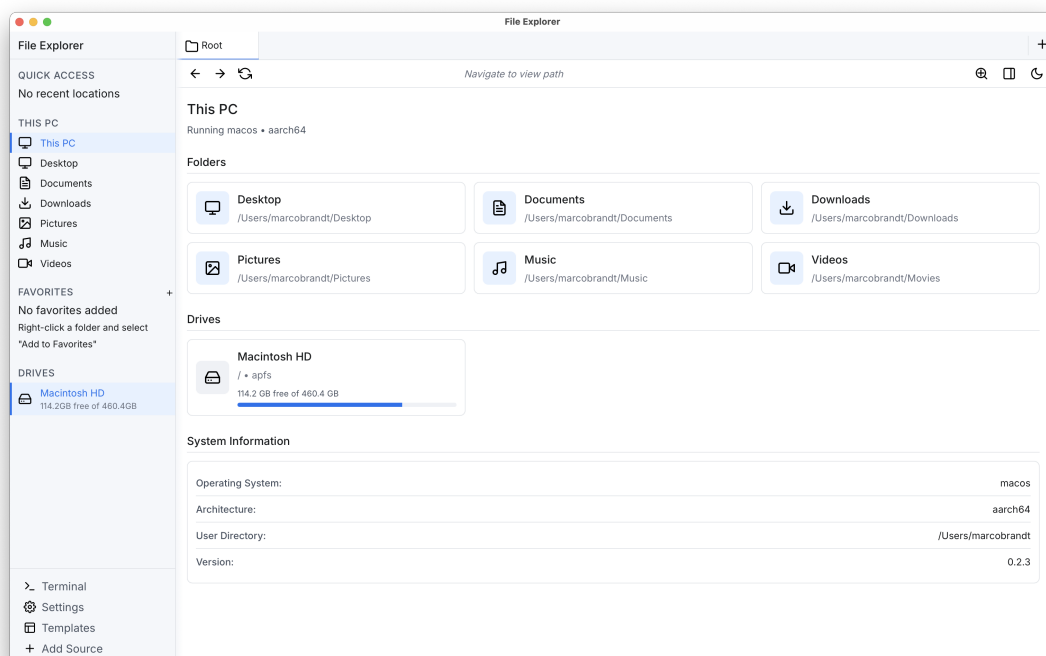 File Explorer
File Explorer
QUICK ACCESS
No recent locations
THIS PC
This PC
Desktop
Documents
Downloads
Pictures
Music
Videos
FAVORITES +
No favorites added
Right-click a folder and select
"Add to Favorites"
DRIVES
Macintosh HD
114.2GB free of 460.4GB
Terminal
Settings
Templates
+ Add Source
Root
Navigate to view path
This PC
Running macos • aarch64
Folders
Desktop
/Users/marcobrandt/Desktop
Documents
/Users/marcobrandt/Documents
Downloads
/Users/marcobrandt/Downloads
Pictures
/Users/marcobrandt/Pictures
Music
/Users/marcobrandt/Music
Videos
/Users/marcobrandt/Movies
Drives
Macintosh HD
/ • apfs
114.2 GB free of 460.4 GB
System Information
Operating System: macos
Architecture: aarch64
User Directory: /Users/marcobrandt
Version: 0.2.3